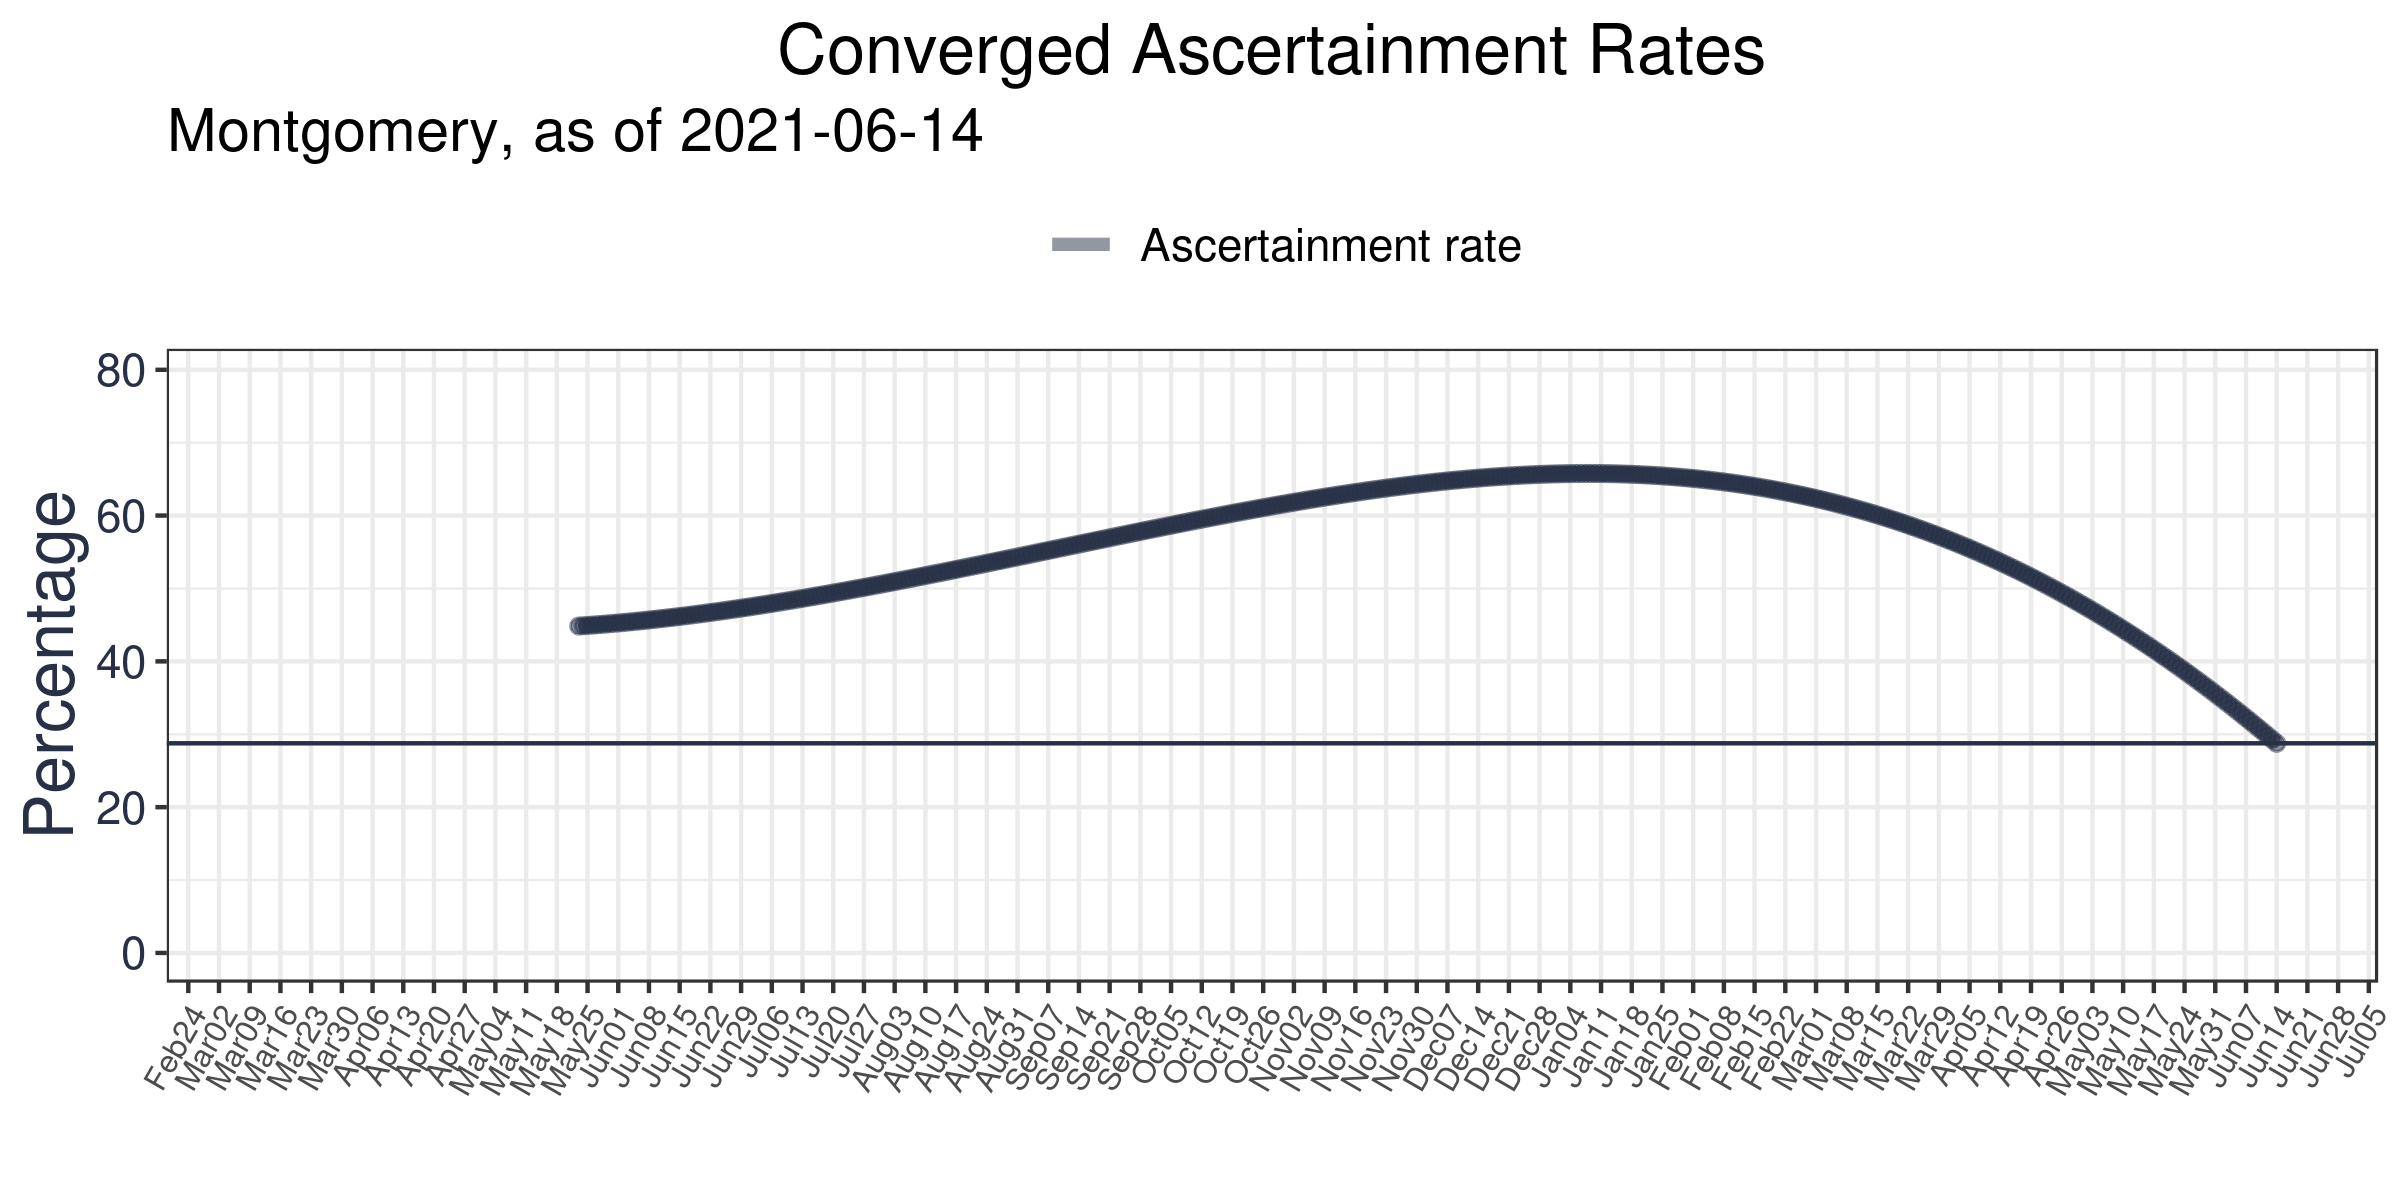 Converged Ascertainment Rates
Montgomery, as of 2021-06-14
Ascertainment rate
Percentage
80
60
40
20
0
Feb24 Mar02 Mar09 Mar16 Mar23 Mar30 Apr06 Apr13 Apr20 Apr27 May04 May11 May18 May25 Jun01 Jun08 Jun15 Jun22 Jun29 Jul06 Jul13 Jul20 Jul27 Aug03 Aug10 Aug17 Aug24 Aug31 Sep07 Sep14 Sep21 Sep28 Oct05 Oct12 Oct19 Oct26 Nov02 Nov09 Nov16 Nov23 Nov30 Dec07 Dec14 Dec21 Dec28 Jan04 Jan11 Jan18 Jan25 Feb01 Feb08 Feb15 Feb22 Mar01 Mar08 Mar15 Mar22 Mar29 Apr05 Apr12 Apr19 Apr26 May03 May10 May17 May24 May31 Jun07 Jun14 Jun21 Jun28 Jul05